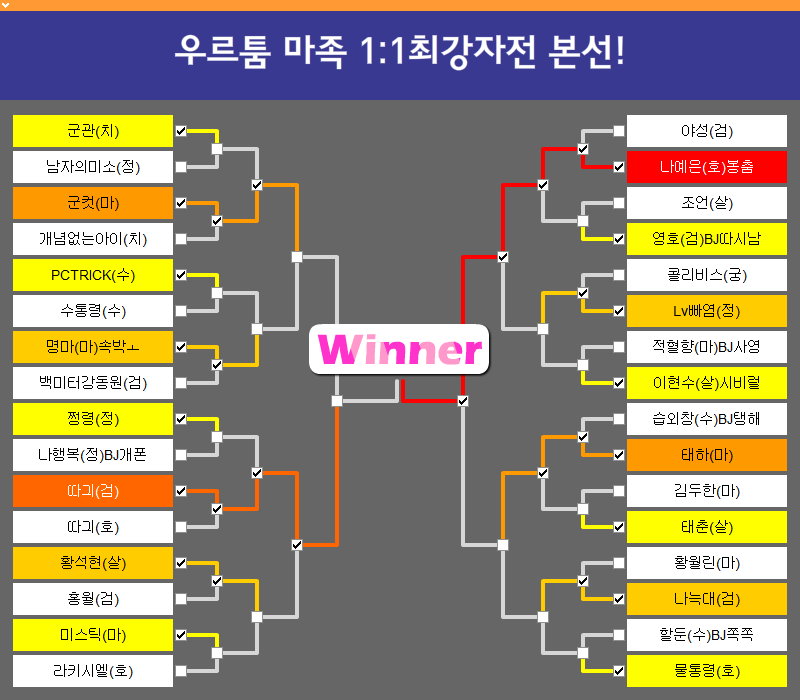 우르툼 마족 1:1최강자전 본선!
군관(치)
남자의미소(정)
군컷(마)
개념없는아이(치)
PCTRICK(수)
수통령(수)
명마(마)속박ㅗ
백미터강동원(검)
쩡령(정)
나행복(정)BJ개폰
따긔(검)
따긔(호)
황석현(살)
홍월(검)
미스틱(마)
라키시엘(호)
Winner
야성(검)
나예은(호)봉춤
조언(살)
영호(검)BJ따시남
콜리비스(궁)
Lv빠염(정)
적혈향(마)BJ사영
이현수(살)시비럴
습외창(수)BJ탱해
태하(마)
김두한(마)
태춘(살)
황월린(마)
나늑대(검)
할둔(수)BJ쪽쪽
물통령(호)